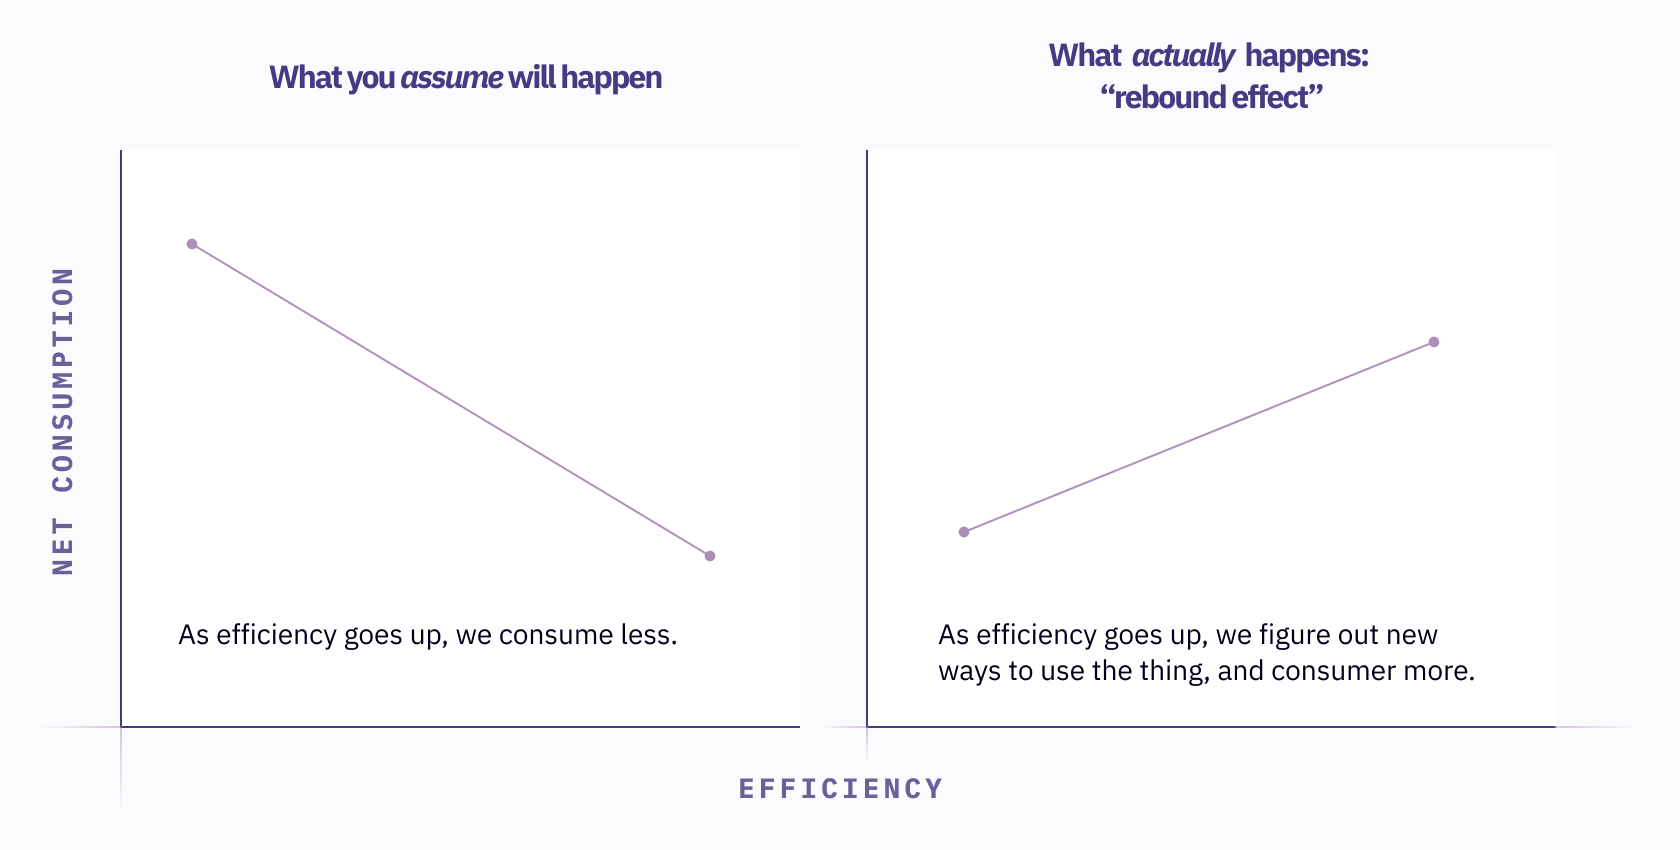 What you assume will happen
What actually happens:
“rebound effect”
NET CONSUMPTION
As efficiency goes up, we consume less.
As efficiency goes up, we figure out new
ways to use the thing, and consumer more.
EFFICIENCY